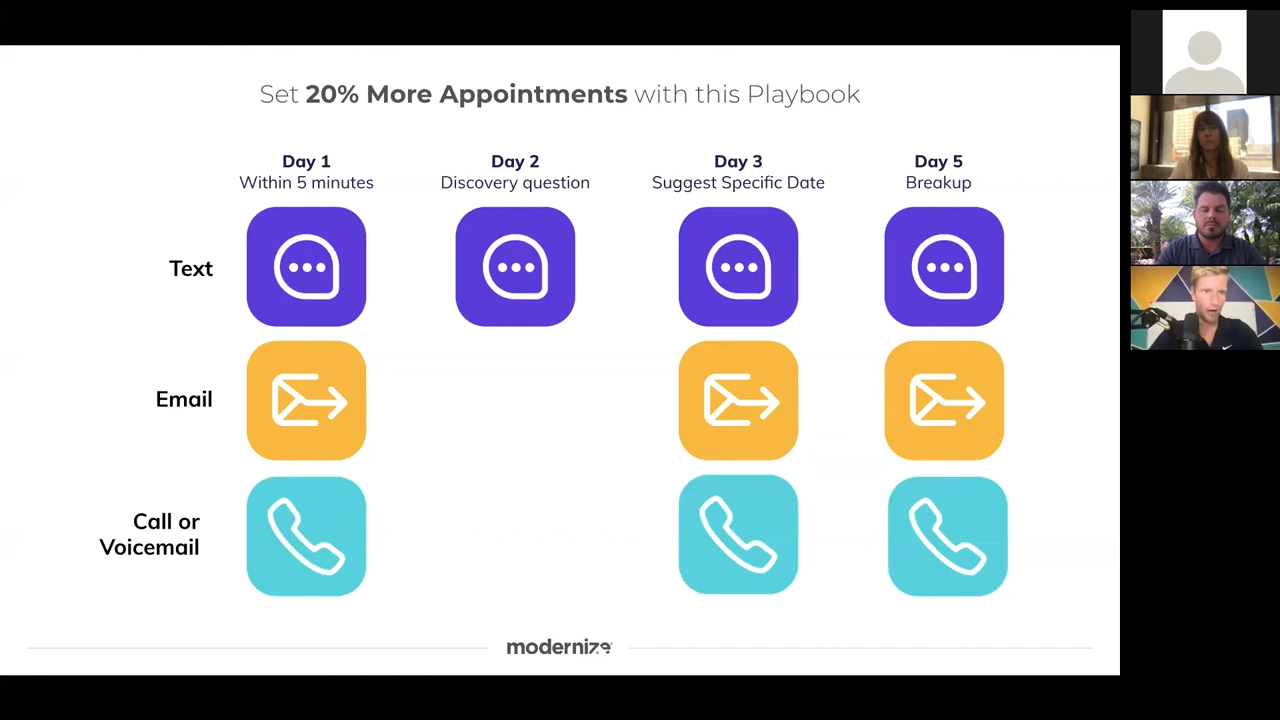 Set 20% More Appointments with this Playbook
Day 1
Within 5 minutes
Day 2
Discovery question
Day 3
Suggest Specific Date
Day 5
Breakup
Text
Email
Call or
Voicemail
modernize